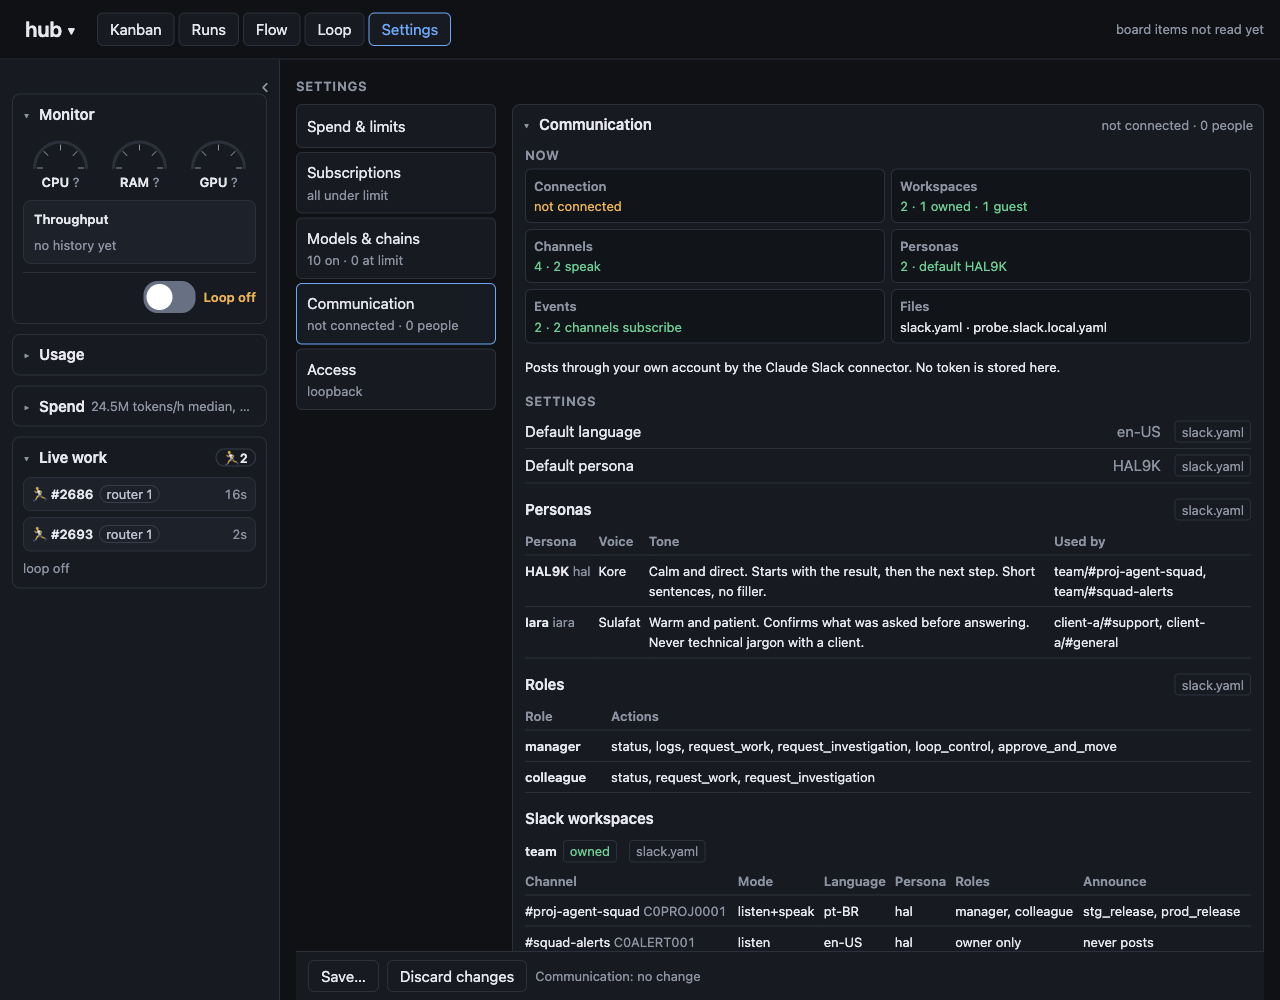 hub ▾ Kanban Runs Flow Loop Settings board items not read yet
Monitor
CPU ? RAM ? GPU ?
Throughput
no history yet
Loop off
Usage
Spend 24.5M tokens/h median, ...
Live work 2
#2686 router 1 16s
#2693 router 1 2s
loop off
SETTINGS
Spend & limits
Subscriptions
all under limit
Models & chains
10 on · 0 at limit
Communication
not connected · 0 people
Access
loopback
Communication not connected · 0 people
NOW
Connection
not connected
Workspaces
2 · 1 owned · 1 guest
Channels
4 · 2 speak
Personas
2 · default HAL9K
Events
2 · 2 channels subscribe
Files
slack.yaml · probe.slack.local.yaml
Posts through your own account by the Claude Slack connector. No token is stored here.
SETTINGS
Default language en-US slack.yaml
Default persona HAL9K slack.yaml
Personas slack.yaml
Persona Voice Tone Used by
HAL9K hal Kore Calm and direct. Starts with the result, then the next step. Short team/#proj-agent-squad,
sentences, no filler. team/#squad-alerts
Iara iara Sulafat Warm and patient. Confirms what was asked before answering. client-a/#support, client-
Never technical jargon with a client. a/#general
Roles slack.yaml
Role Actions
manager status, logs, request_work, request_investigation, loop_control, approve_and_move
colleague status, request_work, request_investigation
Slack workspaces
team owned slack.yaml
Channel Mode Language Persona Roles Announce
#proj-agent-squad C0PROJ0001 listen+speak pt-BR hal manager, colleague stg_release, prod_release
#squad-alerts C0ALERT001 listen en-US hal owner only never posts
Save... Discard changes Communication: no change